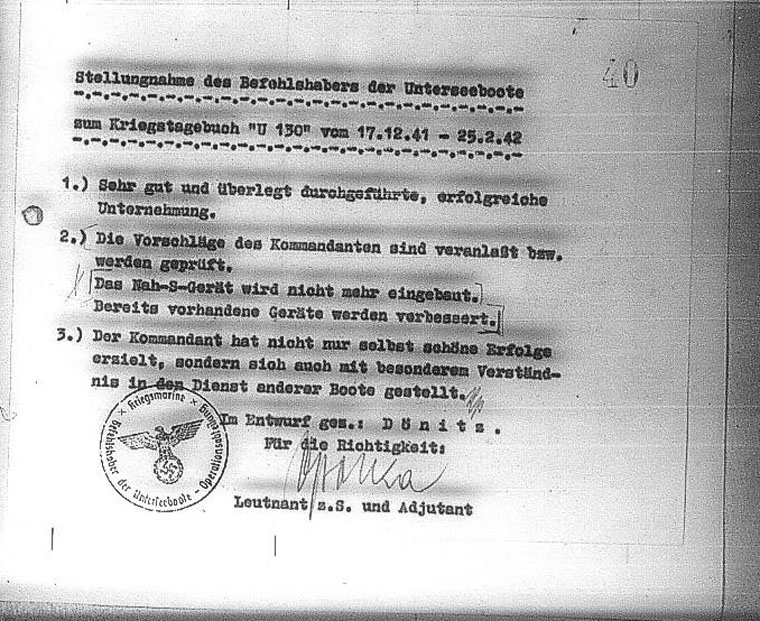 40
Stellungnahme des Befehlshabers der Unterseeboote
zum Kriegstagebuch "U 130" vom 17.12.41 - 25.2.42
1.) Sehr gut und überlegt durchgeführte, erfolgreiche
Unternehmung.
2.) Die Vorschläge des Kommandanten sind veranlaßt bzw.
werden geprüft.
Das Nah-S-Gerät wird nicht mehr eingebaut.
Bereits vorhandene Geräte werden verbessert.
3.) Der Kommandant hat nicht nur selbst schöne Erfolge
erzielt, sondern sich auch mit besonderem Verständ-
nis in den Dienst anderer Boote gestellt.
Im Entwurf gez.: D ö n i t z .
Für die Richtigkeit:
Leutnant z.S. und Adjutant
Kriegsmarine
Befehlshaber der Unterseeboote - Operationsabteilung